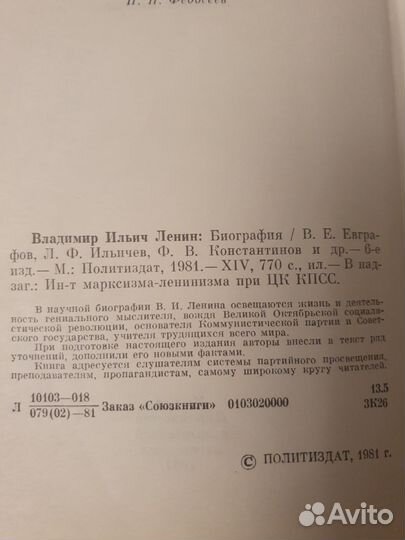 П. Н. Федосеев
Владимир Ильич Ленин: Биография / В. Е. Евгра-
фов, Л. Ф. Ильичев, Ф. В. Константинов и др.— 6-е
изд.— М.: Политиздат, 1981.— XIV, 770 с., ил.— В над-
заг.: Ин-т марксизма-ленинизма при ЦК КПСС.
В научной биографии В. И. Ленина освещаются жизнь и деятель-
ность гениального мыслителя, вождя Великой Октябрьской социали-
стической революции, основателя Коммунистической партии и Совет-
ского государства, учителя трудящихся всего мира.
При подготовке настоящего издания авторы внесли в текст ряд
уточнений, дополнили его новыми фактами.
Книга адресуется слушателям системы партийного просвещения,
преподавателям, пропагандистам, самому широкому кругу читателей.
Л 10103—018 / 079(02)—81 Заказ «Союзкниги» 0103020000 13.5 / 3К26
© ПОЛИТИЗДАТ, 1981 г.
Avito